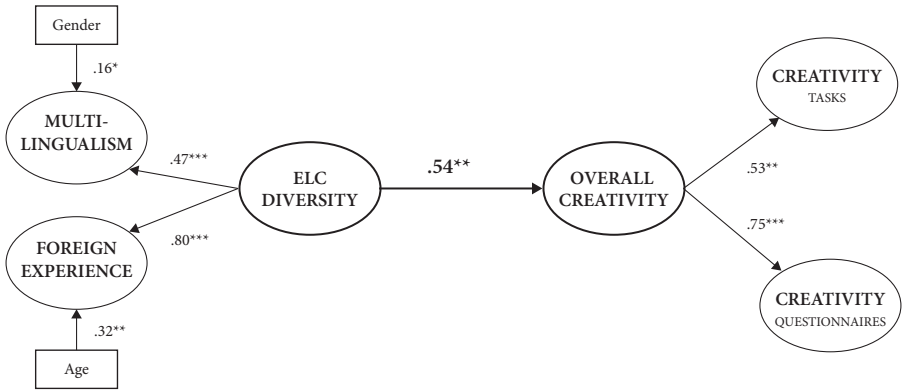 Gender
.16*
MULTI-
LINGUALISM
.47***
ELC
DIVERSITY
.80***
FOREIGN
EXPERIENCE
.32**
Age
.54**
OVERALL
CREATIVITY
CREATIVITY
TASKS
.53**
.75***
CREATIVITY
QUESTIONNAIRES